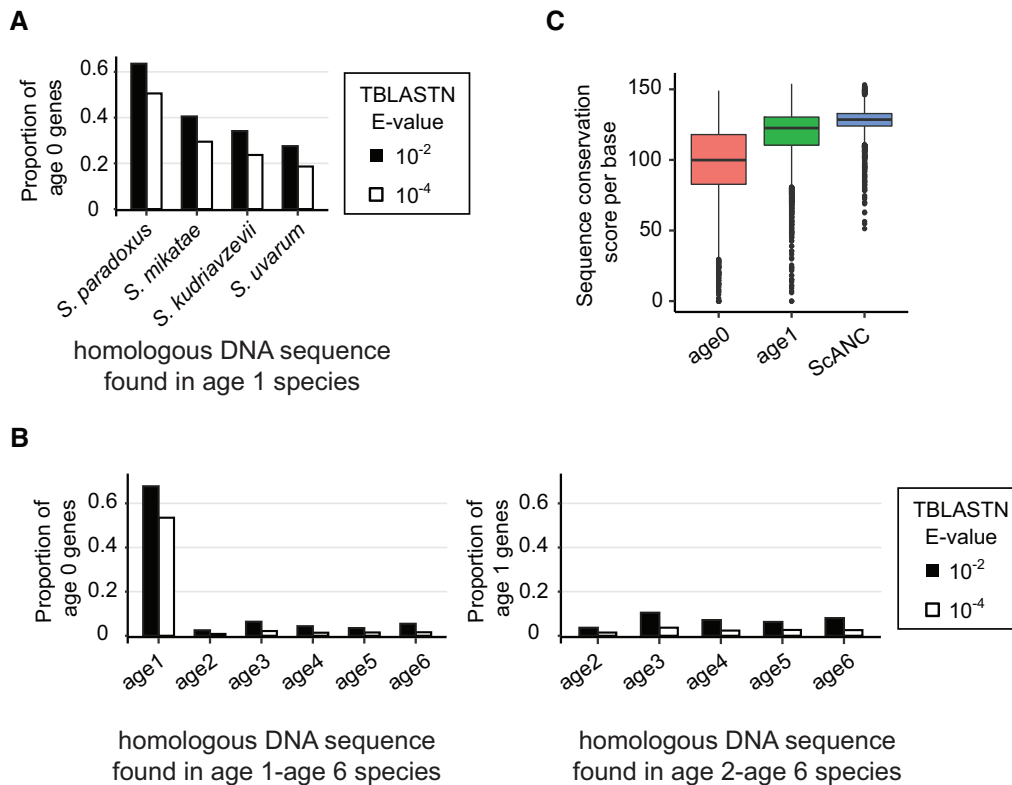 A
Proportion of
age 0 genes
0.6
0.4
0.2
0
S. paradoxus
S. mikatae
S. kudriavzevii
S. uvarum
TBLASTN
E-value
10⁻²
10⁻⁴
homologous DNA sequence
found in age 1 species
C
Sequence conservation
score per base
150
100
50
0
age0
age1
ScANC
B
Proportion of
age 0 genes
0.6
0.4
0.2
0
age1
age2
age3
age4
age5
age6
homologous DNA sequence
found in age 1-age 6 species
Proportion of
age 1 genes
0.6
0.4
0.2
0
age2
age3
age4
age5
age6
homologous DNA sequence
found in age 2-age 6 species
TBLASTN
E-value
10⁻²
10⁻⁴